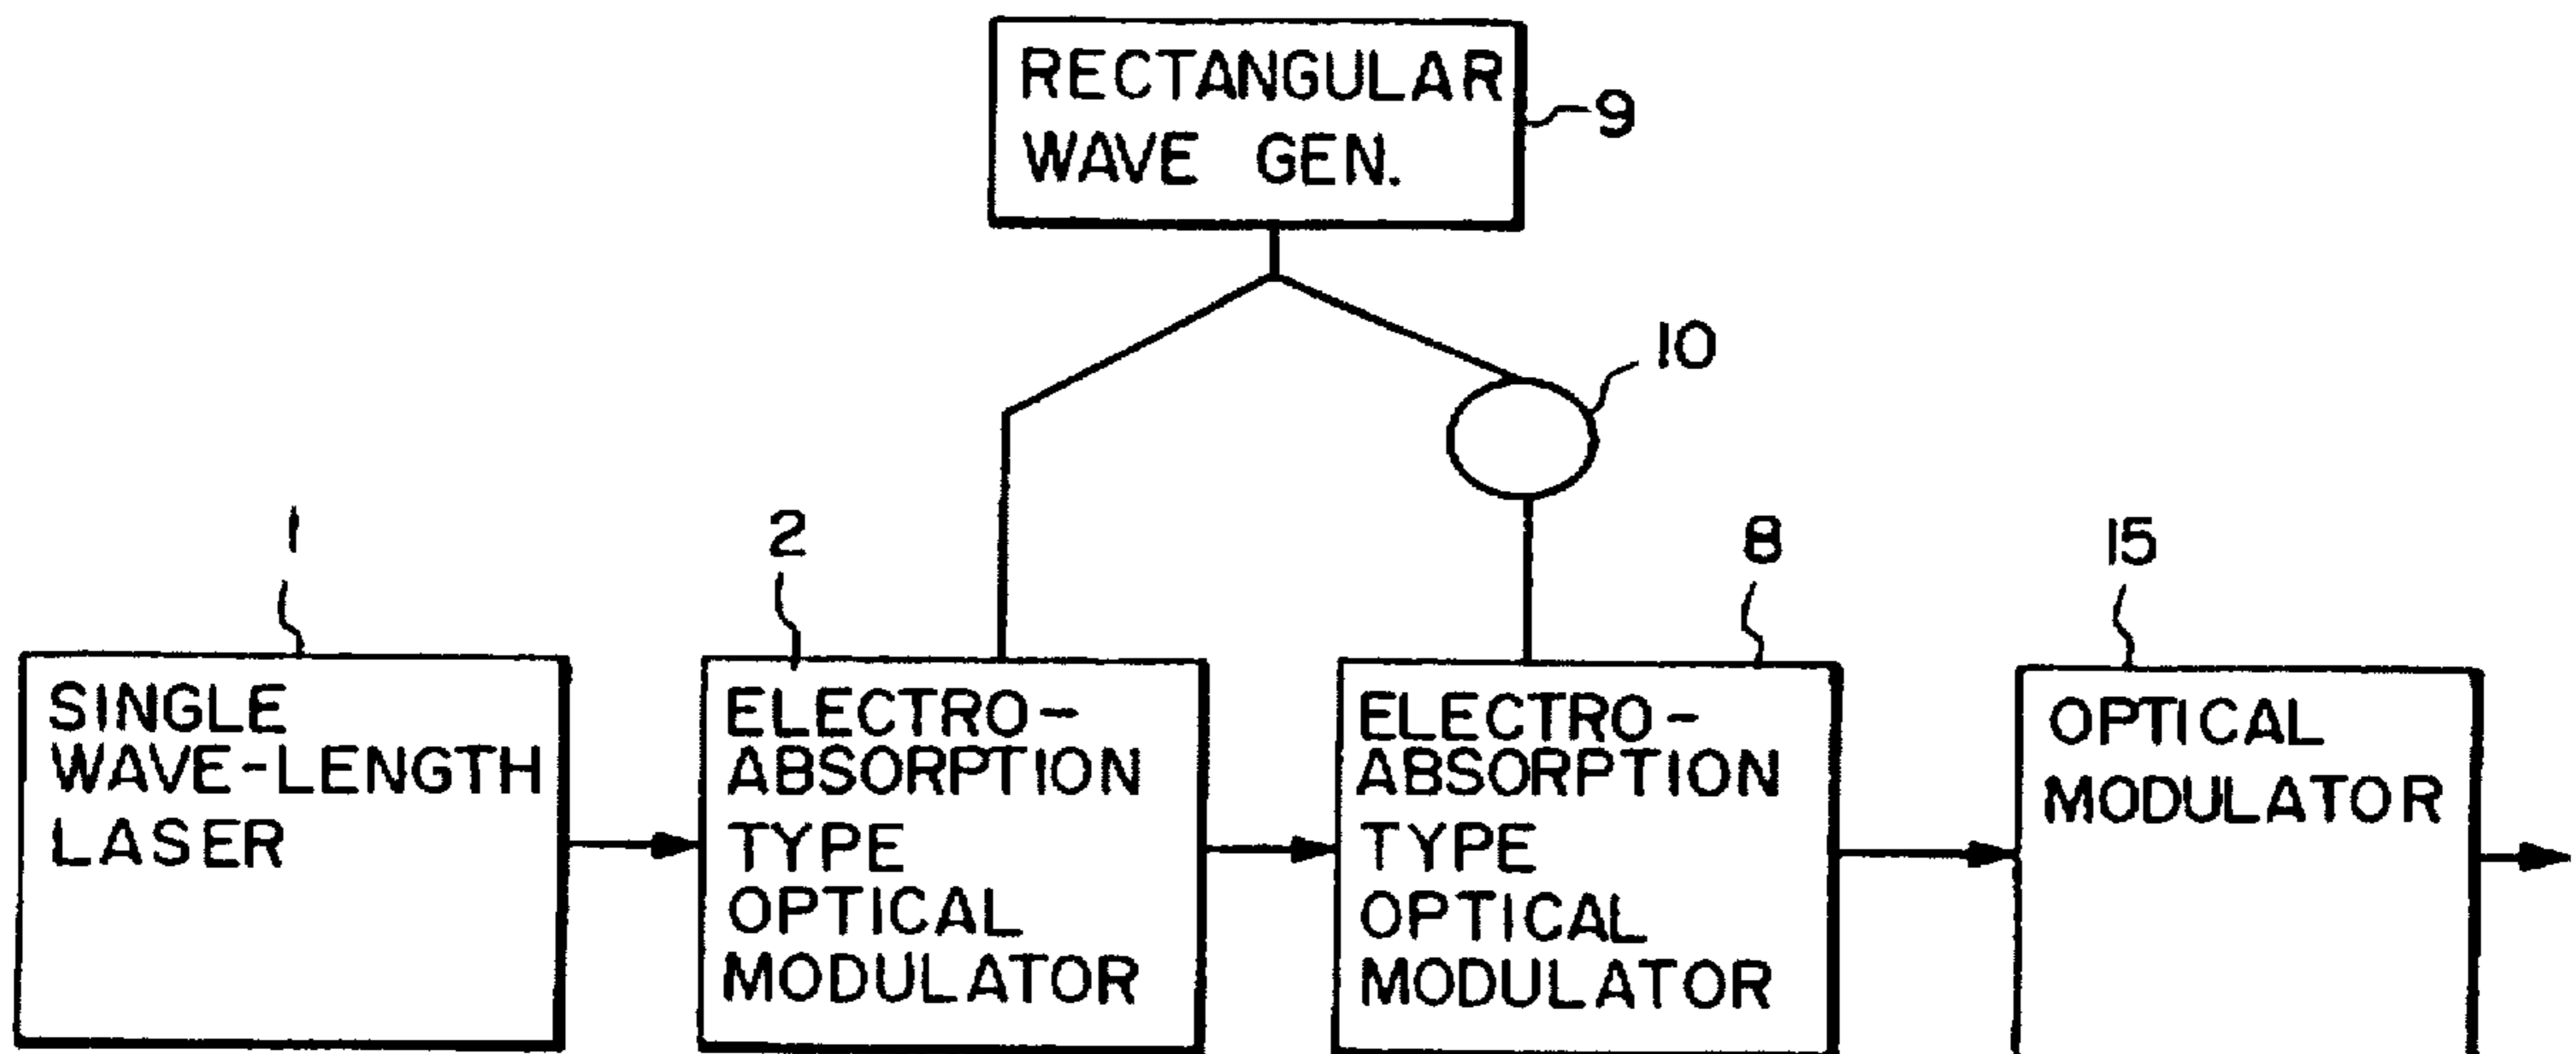 RECTANGULAR
WAVE GEN.
9
10
1
2
8
15
SINGLE
WAVE-LENGTH
LASER
ELECTRO-
ABSORPTION
TYPE
OPTICAL
MODULATOR
ELECTRO-
ABSORPTION
TYPE
OPTICAL
MODULATOR
OPTICAL
MODULATOR